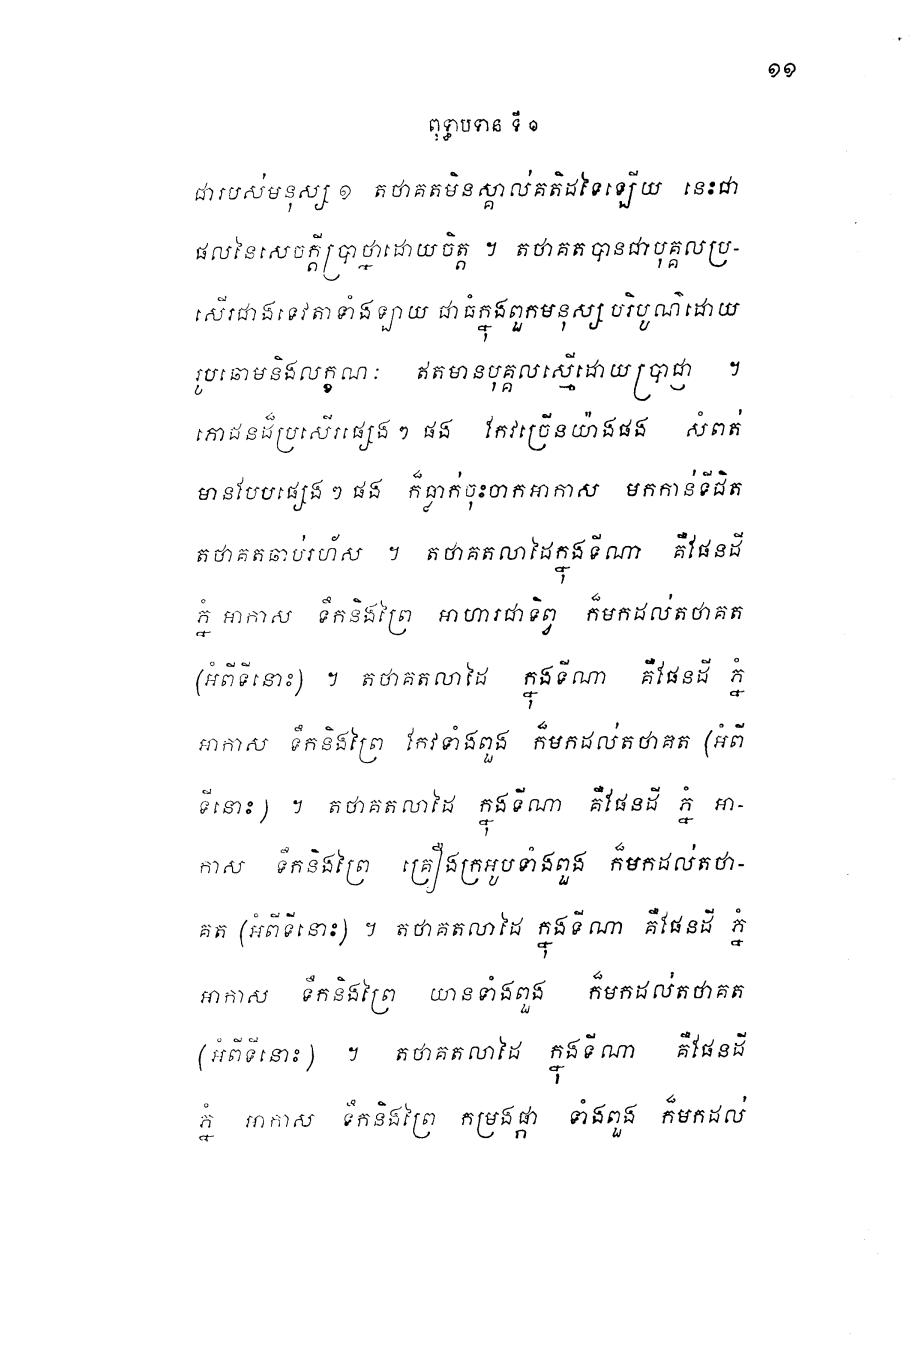 ១១
ពុទ្ធាបទាន ទី ១
ជារបស់មនុស្ស ១ តថាគតមិនស្គាល់គតិដទៃឡើយ នេះជា
ផលនៃសេចក្តីប្រាថ្នាដោយចិត្ត ។ តថាគតបានជាបុគ្គលប្រ-
សើរជាងទេវតាទាំងឡាយ ជាធំក្នុងពួកមនុស្ស បរិបូណ៌ដោយ
រូបឆោមនិងលក្ខណៈ ឥតមានបុគ្គលស្មើដោយប្រាជ្ញា ។
ភោជនដ៏ប្រសើរផ្សេង ៗ ផង កែវច្រើនយ៉ាងផង សំពត់
មានបែបផ្សេង ៗ ផង ក៏ធ្លាក់ចុះចាកអាកាស មកកាន់ទីជិត
តថាគតឆាប់រហ័ស ។ តថាគតលាដៃក្នុងទីណា គឺផែនដី
ភ្នំ អាកាស ទឹកនិងព្រៃ អាហារជាទិព្វ ក៏មកដល់តថាគត
(អំពីទីនោះ) ។ តថាគតលាដៃ ក្នុងទីណា គឺផែនដី ភ្នំ
អាកាស ទឹកនិងព្រៃ កែវទាំងពួង ក៏មកដល់តថាគត (អំពី
ទីនោះ) ។ តថាគតលាដៃ ក្នុងទីណា គឺផែនដី ភ្នំ អា-
កាស ទឹកនិងព្រៃ គ្រឿងក្រអូបទាំងពួង ក៏មកដល់តថា-
គត (អំពីទីនោះ) ។ តថាគតលាដៃ ក្នុងទីណា គឺផែនដី ភ្នំ
អាកាស ទឹកនិងព្រៃ យានទាំងពួង ក៏មកដល់តថាគត
(អំពីទីនោះ) ។ តថាគតលាដៃ ក្នុងទីណា គឺផែនដី
ភ្នំ អាកាស ទឹកនិងព្រៃ កម្រងផ្កា ទាំងពួង ក៏មកដល់